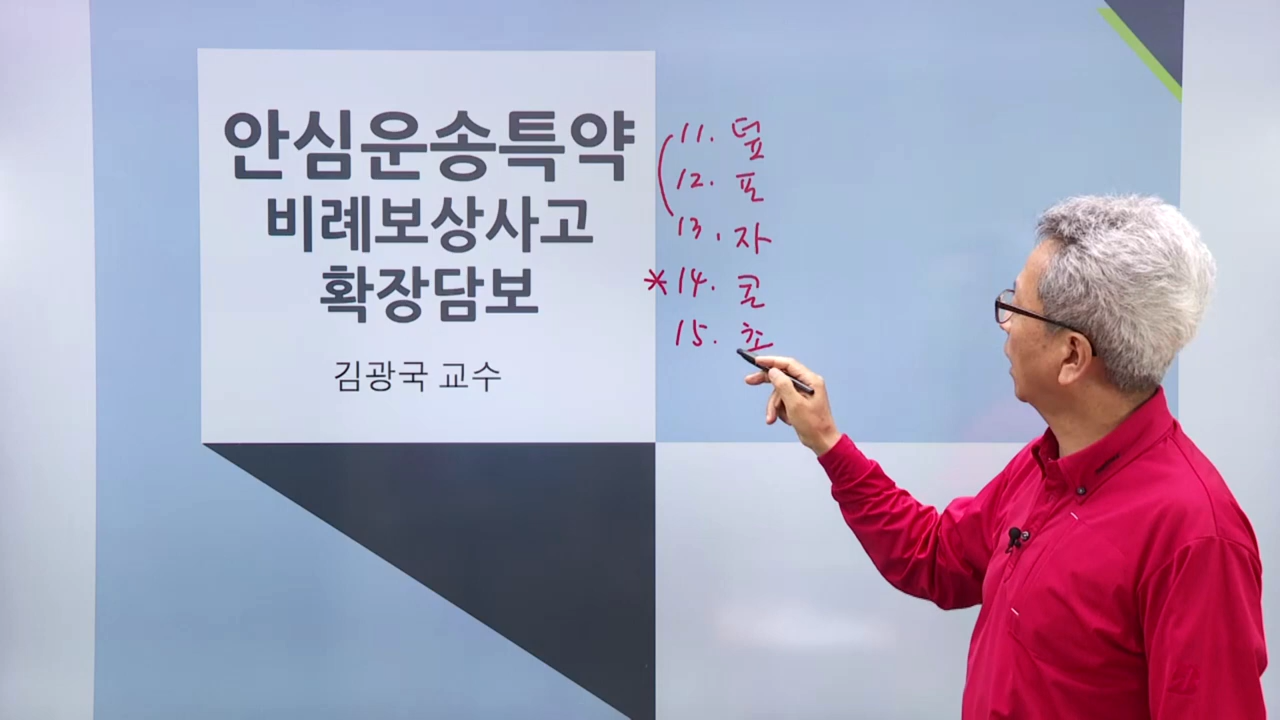 안심운송특약
비례보상사고
확장담보
김광국 교수
11. 덮
12. 표
13. 자
*14. 콘
15. 초